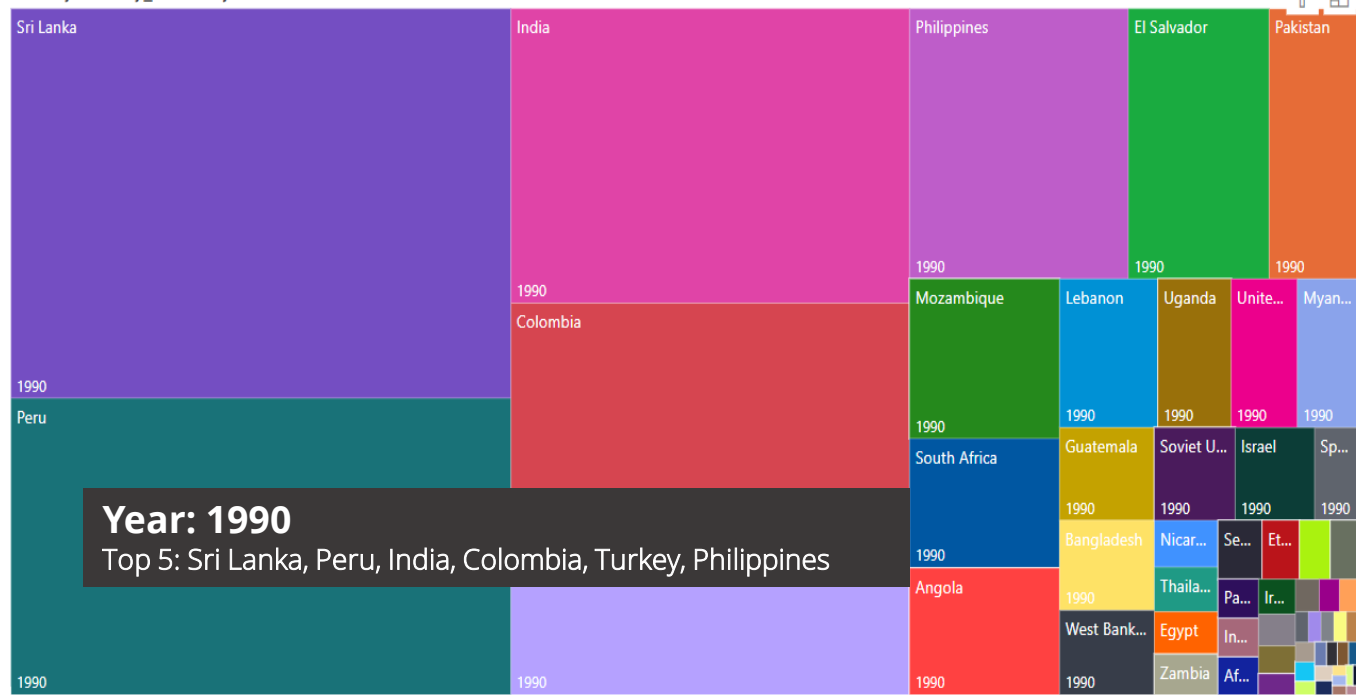 Sri Lanka
1990
Peru
1990
India
1990
Colombia
1990
Philippines
1990
El Salvador
1990
Pakistan
1990
Mozambique
1990
Lebanon
1990
Uganda
1990
Unite...
1990
Myan...
1990
South Africa
1990
Guatemala
1990
Soviet U...
1990
Israel
1990
Sp...
1990
Angola
1990
Bangladesh
1990
West Bank...
1990
Nicar...
Thaila...
Egypt
Zambia
Se...
Et...
Pa...
Ir...
In...
Af...
Year: 1990
Top 5: Sri Lanka, Peru, India, Colombia, Turkey, Philippines